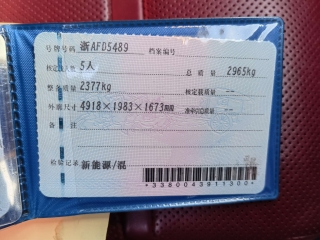 号牌号码 浙AFD5489 档案编号
核定载人数 5人 总质量 2965kg
整备质量 2377kg 核定载质量 --
外廓尺寸 4918×1983×1673mm 准牵引总质量 --
备注
检验记录 新能源/混
*3380043911300*